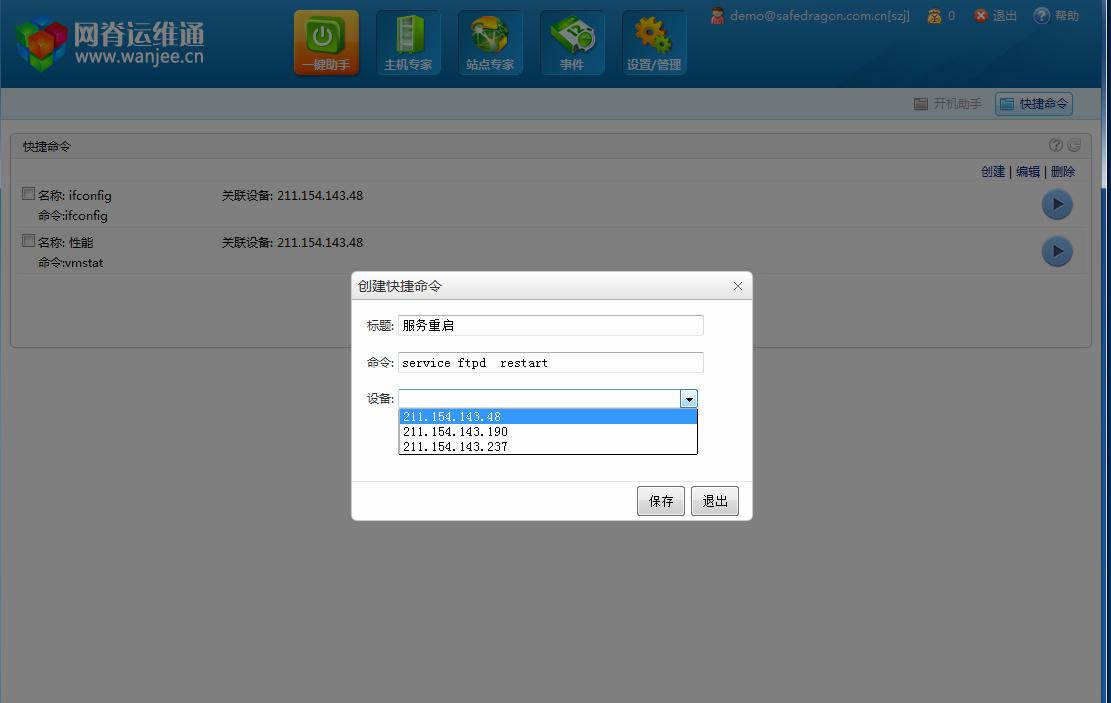 网脊运维通
www.wanjee.cn
一键助手
主机专家
站点专家
事件
设置/管理
demo@safedragon.com.cn[szj]
0
退出
帮助
开机助手
快捷命令
快捷命令
创建 | 编辑 | 删除
名称: ifconfig
关联设备: 211.154.143.48
命令:ifconfig
名称: 性能
关联设备: 211.154.143.48
命令:vmstat
创建快捷命令
标题: 服务重启
命令: service ftpd  restart
设备:
211.154.143.48
211.154.143.190
211.154.143.237
保存
退出